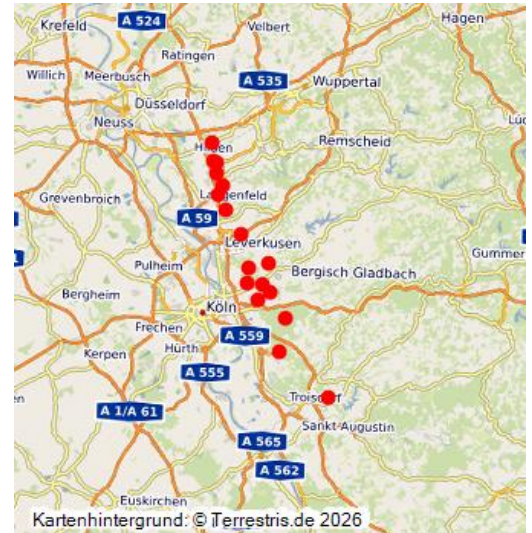 Krefeld
A 524
Velbert
Hagen
Ratingen
Willich
Meerbusch
A 535
Wuppertal
Düsseldorf
Neuss
Remscheid
Grevenbroich
A 59
Leverkusen
Pulheim
Bergisch Gladbach
Gummer
Bergheim
Köln
Frechen
A 559
Hürth
Kerpen
A 555
A 1/A 61
Sankt Augustin
A 565
A 562
Euskirchen
Kartenhintergrund: © Terrestris.de 2026